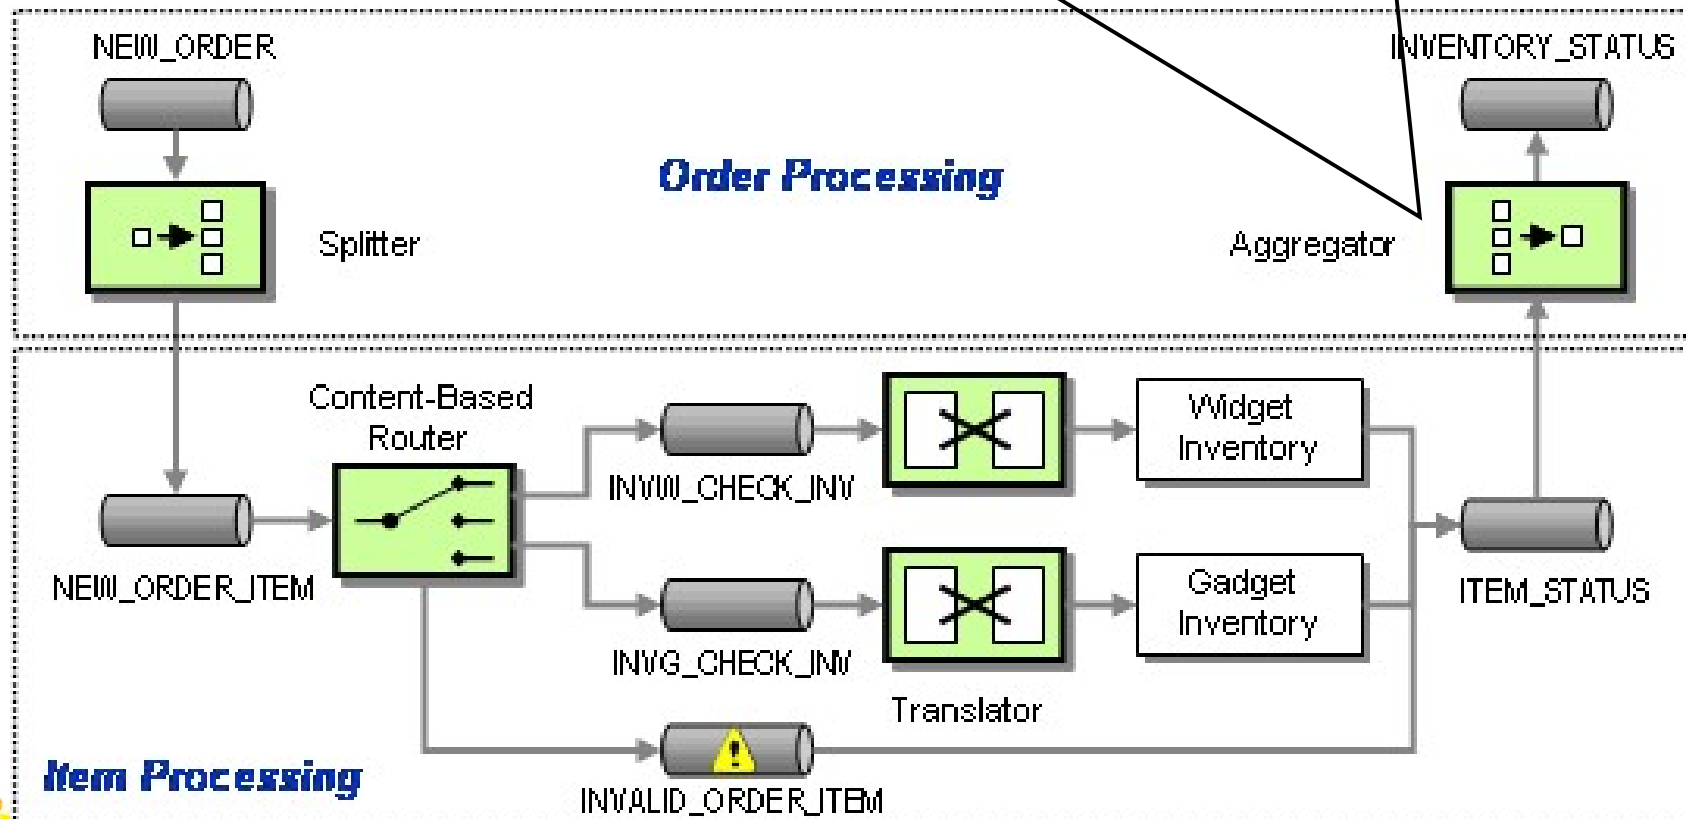 NEW_ORDER
INVENTORY_STATUS
Order Processing
Splitter
Aggregator
Content-Based
Router
Widget
Inventory
INVW_CHECK_INV
NEW_ORDER_ITEM
Gadget
Inventory
ITEM_STATUS
INVG_CHECK_INV
Translator
Item Processing
!
INVALID_ORDER_ITEM